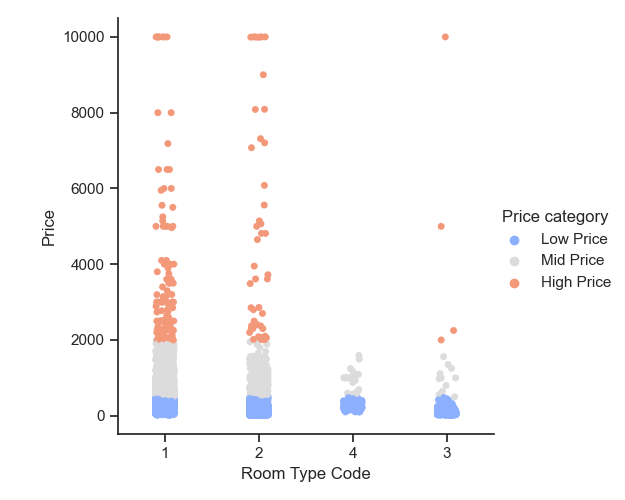 10000
8000
6000
4000
2000
0
Price
1 2 4 3
Room Type Code
Price category
Low Price
Mid Price
High Price